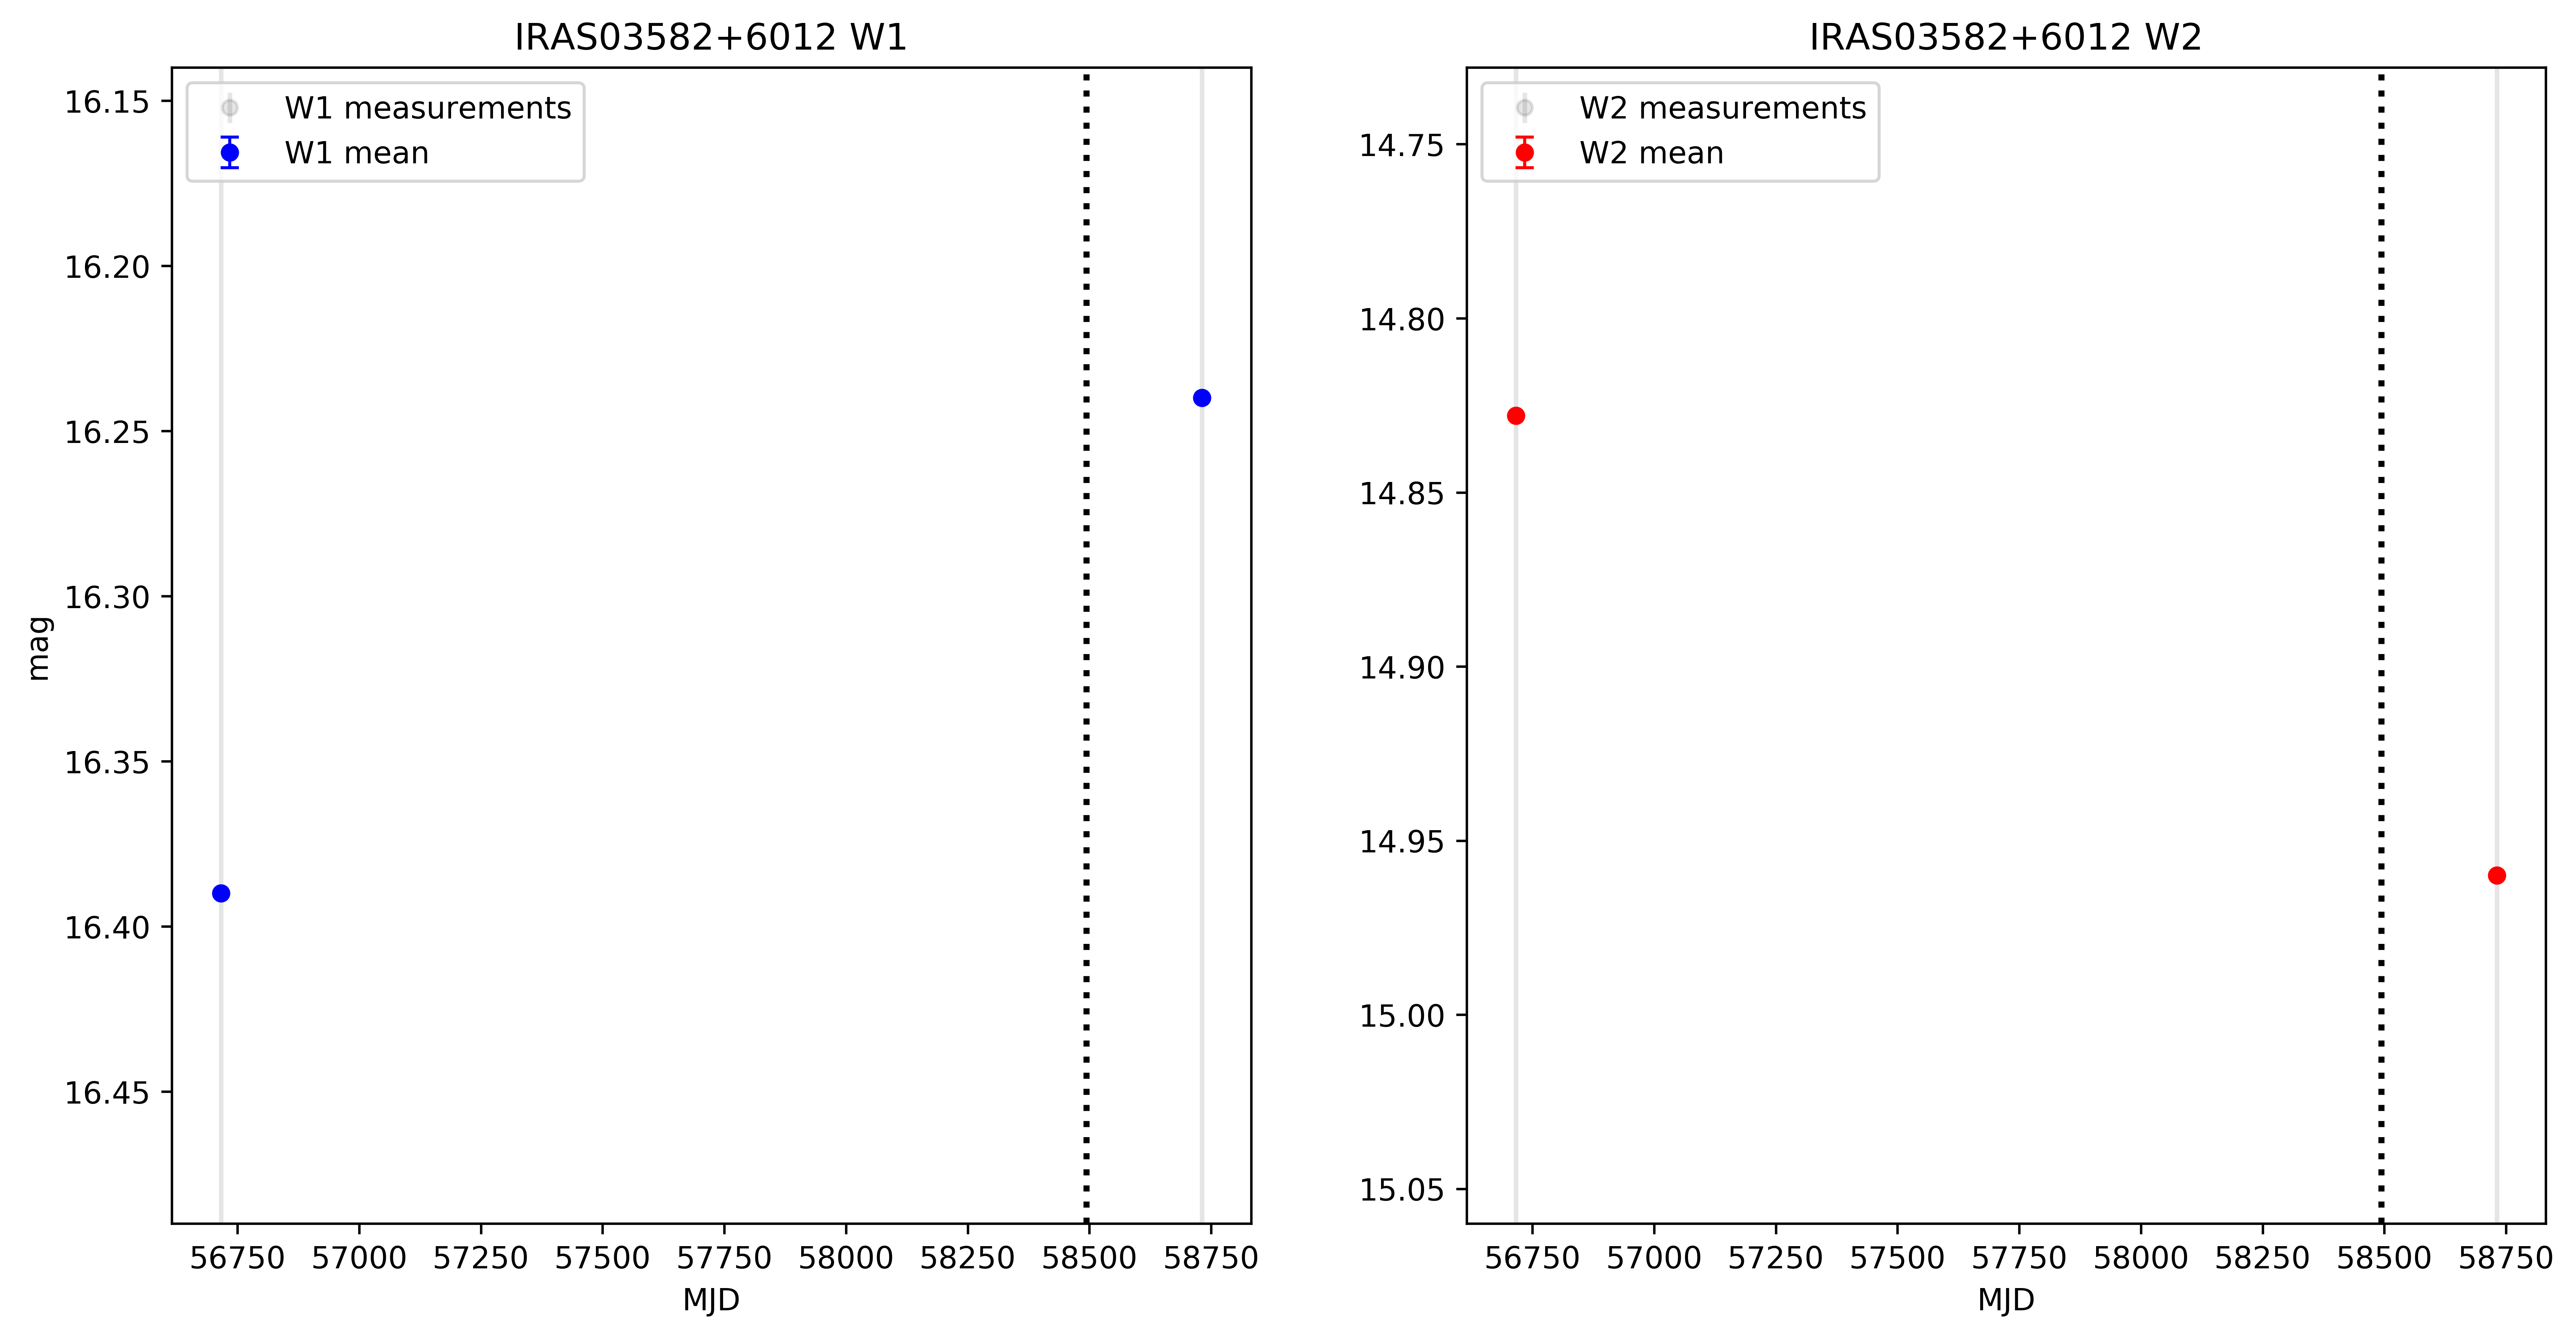 IRAS03582+6012 W1
W1 measurements
W1 mean
16.15
16.20
16.25
16.30
16.35
16.40
16.45
mag
56750 57000 57250 57500 57750 58000 58250 58500 58750
MJD
IRAS03582+6012 W2
W2 measurements
W2 mean
14.75
14.80
14.85
14.90
14.95
15.00
15.05
56750 57000 57250 57500 57750 58000 58250 58500 58750
MJD